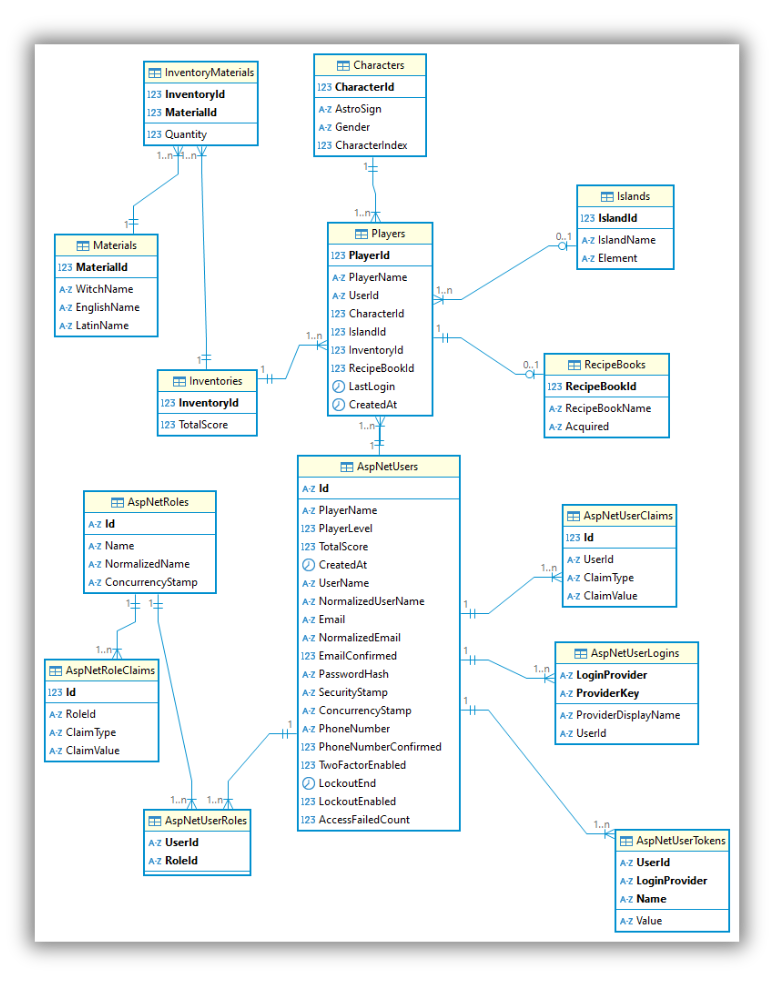 InventoryMaterials
123 InventoryId
123 MaterialId
123 Quantity
1..n
1..n
1
Materials
123 MaterialId
A-Z WitchName
A-Z EnglishName
A-Z LatinName
1
Inventories
123 InventoryId
123 TotalScore
1
1..n
Characters
123 CharacterId
A-Z AstroSign
A-Z Gender
123 CharacterIndex
1
1..n
Players
123 PlayerId
A-Z PlayerName
A-Z UserId
123 CharacterId
123 IslandId
123 InventoryId
123 RecipeBookId
LastLogin
CreatedAt
1..n
0..1
Islands
123 IslandId
A-Z IslandName
A-Z Element
1
0..1
RecipeBooks
123 RecipeBookId
A-Z RecipeBookName
A-Z Acquired
1..n
1
AspNetUsers
A-Z Id
A-Z PlayerName
123 PlayerLevel
123 TotalScore
CreatedAt
A-Z UserName
A-Z NormalizedUserName
A-Z Email
A-Z NormalizedEmail
123 EmailConfirmed
A-Z PasswordHash
A-Z SecurityStamp
A-Z ConcurrencyStamp
A-Z PhoneNumber
123 PhoneNumberConfirmed
123 TwoFactorEnabled
LockoutEnd
123 LockoutEnabled
123 AccessFailedCount
AspNetRoles
A-Z Id
A-Z Name
A-Z NormalizedName
A-Z ConcurrencyStamp
1
1
1..n
AspNetRoleClaims
123 Id
A-Z RoleId
A-Z ClaimType
A-Z ClaimValue
1
1..n
1..n
AspNetUserRoles
A-Z UserId
A-Z RoleId
1
1..n
AspNetUserClaims
123 Id
A-Z UserId
A-Z ClaimType
A-Z ClaimValue
1
1..n
AspNetUserLogins
A-Z LoginProvider
A-Z ProviderKey
A-Z ProviderDisplayName
A-Z UserId
1
1..n
AspNetUserTokens
A-Z UserId
A-Z LoginProvider
A-Z Name
A-Z Value